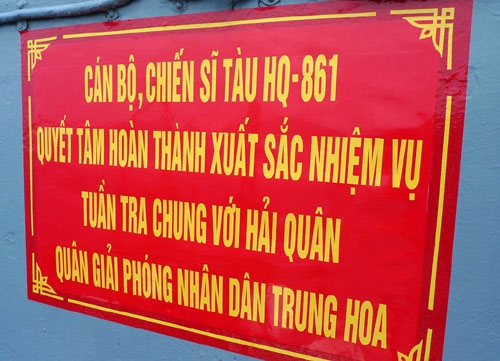 CÁN BỘ, CHIẾN SĨ TÀU HQ-861
QUYẾT TÂM HOÀN THÀNH XUẤT SẮC NHIỆM VỤ
TUẦN TRA CHUNG VỚI HẢI QUÂN
QUÂN GIẢI PHÓNG NHÂN DÂN TRUNG HOA